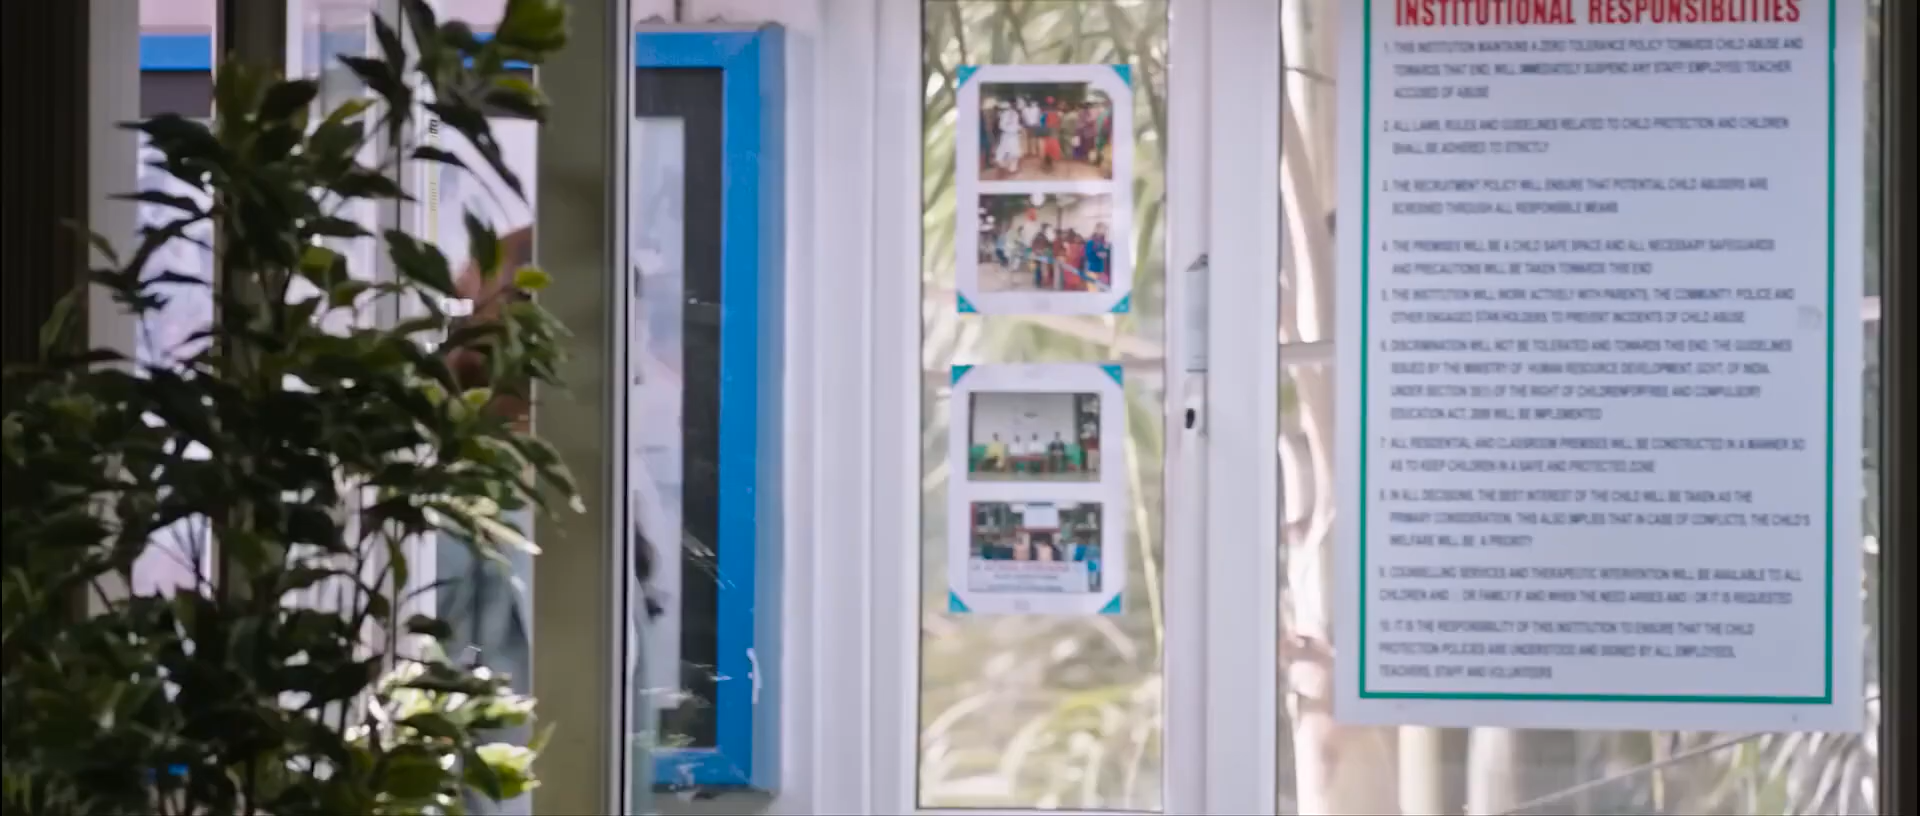 INSTITUTIONAL RESPONSIBLITIES
1. THIS INSTITUTION MAINTAINS A ZERO TOLERANCE POLICY TOWARDS CHILD ABUSE AND
TOWARDS THAT END, WILL IMMEDIATELY SUSPEND ANY STAFF/EMPLOYEE/TEACHER
ACCUSED OF ABUSE
2. ALL LAWS, RULES AND GUIDELINES RELATED TO CHILD PROTECTION AND CHILDREN
SHALL BE ADHERED TO STRICTLY
3. THE RECRUITMENT POLICY WILL ENSURE THAT POTENTIAL CHILD ABUSERS ARE
SCREENED THROUGH ALL RESPONSIBLE MEANS
4. THE PREMISES WILL BE A CHILD SAFE SPACE AND ALL NECESSARY SAFEGUARDS
AND PRECAUTIONS WILL BE TAKEN TOWARDS THIS END
5. THE INSTITUTION WILL WORK ACTIVELY WITH PARENTS, THE COMMUNITY, POLICE AND
OTHER ENGAGED HOLDERS TO PREVENT INCIDENTS OF CHILD ABUSE
6. DISCRIMINATION WILL NOT BE TOLERATED AND TOWARDS THIS END, THE GUIDELINES
ISSUED BY THE MINISTRY OF HUMAN RESOURCE DEVELOPMENT, GOVT. OF INDIA,
UNDER SECTION OF THE RIGHT OF CHILDREN FOR FREE AND COMPULSORY
EDUCATION ACT, 2009 WILL BE IMPLEMENTED
7. ALL RESIDENTIAL AND CLASSROOM PREMISES WILL BE CONSTRUCTED IN A MANNER SO
AS TO KEEP CHILDREN IN A SAFE AND PROTECTED ZONE
8. IN ALL DECISIONS, THE BEST INTEREST OF THE CHILD WILL BE TAKEN AS THE
PRIMARY CONSIDERATION. THIS ALSO IMPLIES THAT IN CASE OF CONFLICTS, THE CHILD'S
WELFARE WILL BE A PRIORITY
9. COUNSELLING SERVICES AND THERAPEUTIC INTERVENTION WILL BE AVAILABLE TO ALL
CHILDREN AND / OR FAMILY IF AND WHEN THE NEED ARISES AND / OR IT IS REQUESTED
10. IT IS THE RESPONSIBILITY OF THIS INSTITUTION TO ENSURE THAT THE CHILD
PROTECTION POLICIES ARE UNDERSTOOD AND SIGNED BY ALL EMPLOYEES,
TEACHERS, STAFF AND VOLUNTEERS